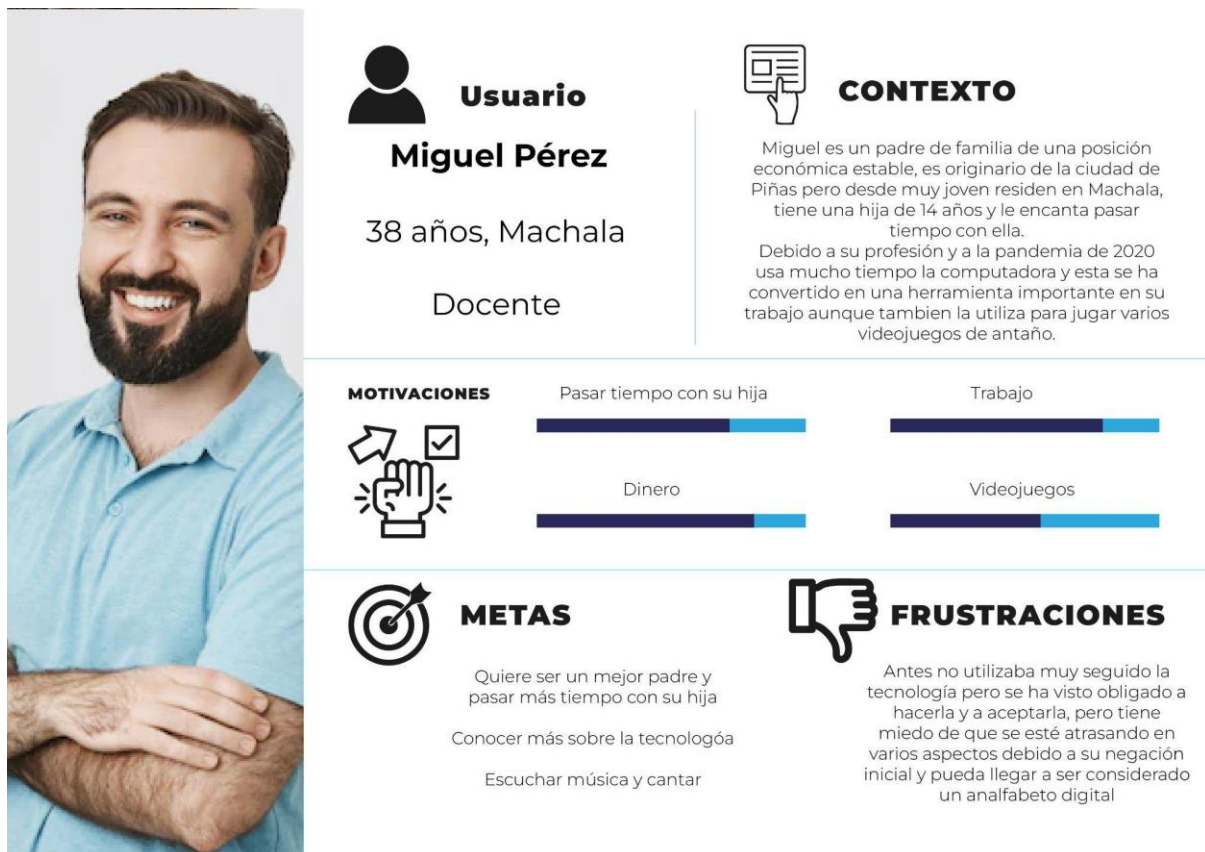 Usuario
Miguel Pérez
38 años, Machala
Docente
CONTEXTO
Miguel es un padre de familia de una posición
económica estable, es originario de la ciudad de
Piñas pero desde muy joven residen en Machala,
tiene una hija de 14 años y le encanta pasar
tiempo con ella.
Debido a su profesión y a la pandemia de 2020
usa mucho tiempo la computadora y esta se ha
convertido en una herramienta importante en su
trabajo aunque tambien la utiliza para jugar varios
videojuegos de antaño.
MOTIVACIONES
Pasar tiempo con su hija
Trabajo
Dinero
Videojuegos
METAS
Quiere ser un mejor padre y
pasar más tiempo con su hija
Conocer más sobre la tecnologóa
Escuchar música y cantar
FRUSTRACIONES
Antes no utilizaba muy seguido la
tecnología pero se ha visto obligado a
hacerla y a aceptarla, pero tiene
miedo de que se esté atrasando en
varios aspectos debido a su negación
inicial y pueda llegar a ser considerado
un analfabeto digital